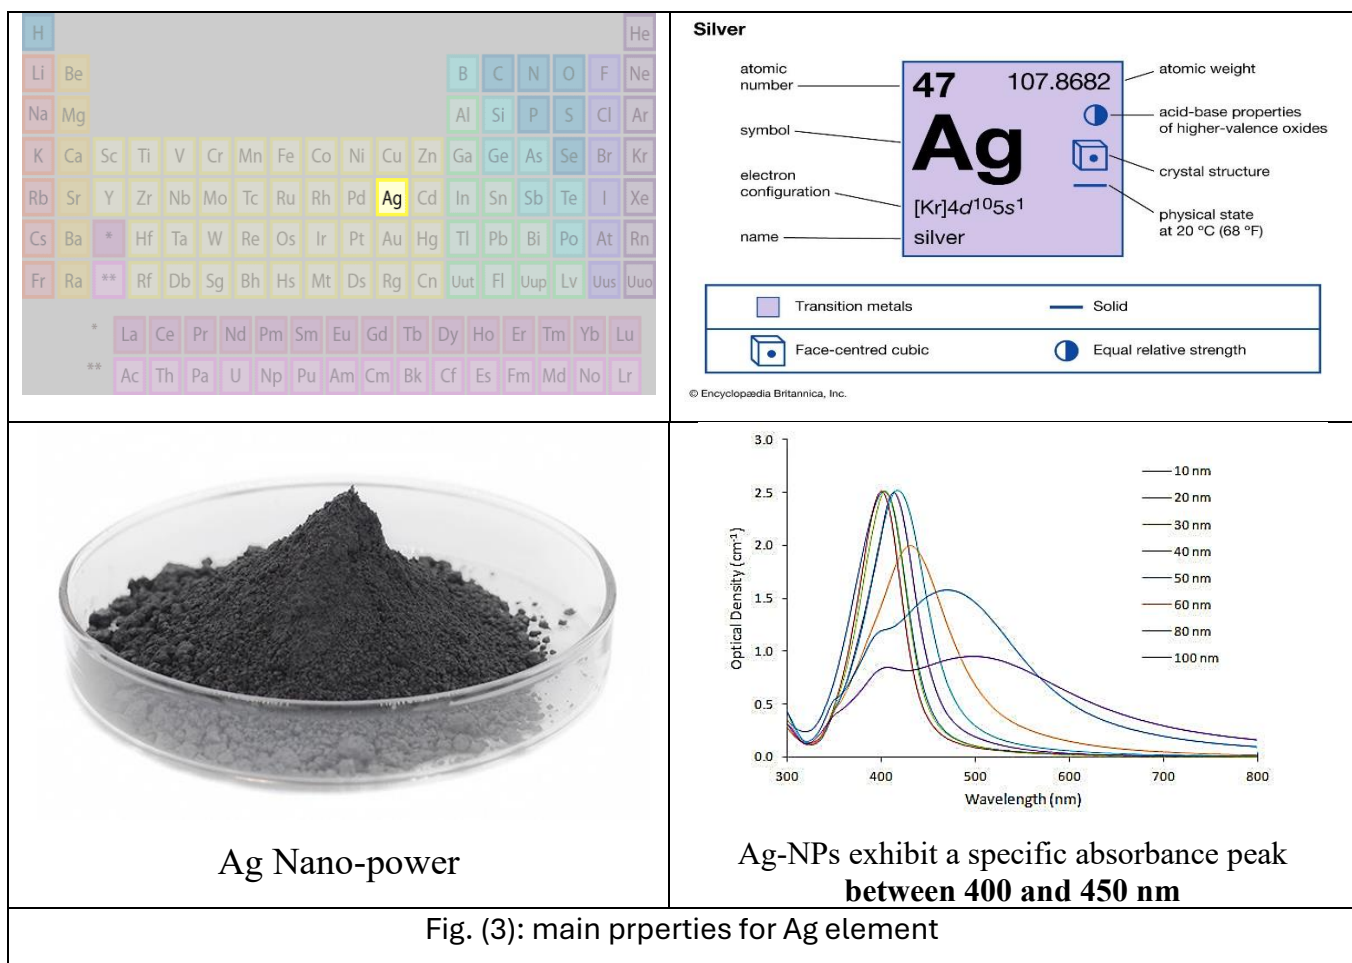 H He
Li Be B C N O F Ne
Na Mg Al Si P S Cl Ar
K Ca Sc Ti V Cr Mn Fe Co Ni Cu Zn Ga Ge As Se Br Kr
Rb Sr Y Zr Nb Mo Tc Ru Rh Pd Ag Cd In Sn Sb Te I Xe
Cs Ba * Hf Ta W Re Os Ir Pt Au Hg Tl Pb Bi Po At Rn
Fr Ra ** Rf Db Sg Bh Hs Mt Ds Rg Cn Uut Fl Uup Lv Uus Uuo
* La Ce Pr Nd Pm Sm Eu Gd Tb Dy Ho Er Tm Yb Lu
** Ac Th Pa U Np Pu Am Cm Bk Cf Es Fm Md No Lr
Silver
atomic
number
symbol
electron
configuration
name
47 107.8682
Ag
[Kr]4d¹⁰5s¹
silver
atomic weight
acid-base properties
of higher-valence oxides
crystal structure
physical state
at 20 °C (68 °F)
Transition metals
Solid
Face-centred cubic
Equal relative strength
© Encyclopædia Britannica, Inc.
Ag Nano-power
3.0
2.5
2.0
1.5
1.0
0.5
0.0
Optical Density (cm⁻¹)
300 400 500 600 700 800
Wavelength (nm)
10 nm
20 nm
30 nm
40 nm
50 nm
60 nm
80 nm
100 nm
Ag-NPs exhibit a specific absorbance peak
between 400 and 450 nm
Fig. (3): main prperties for Ag element